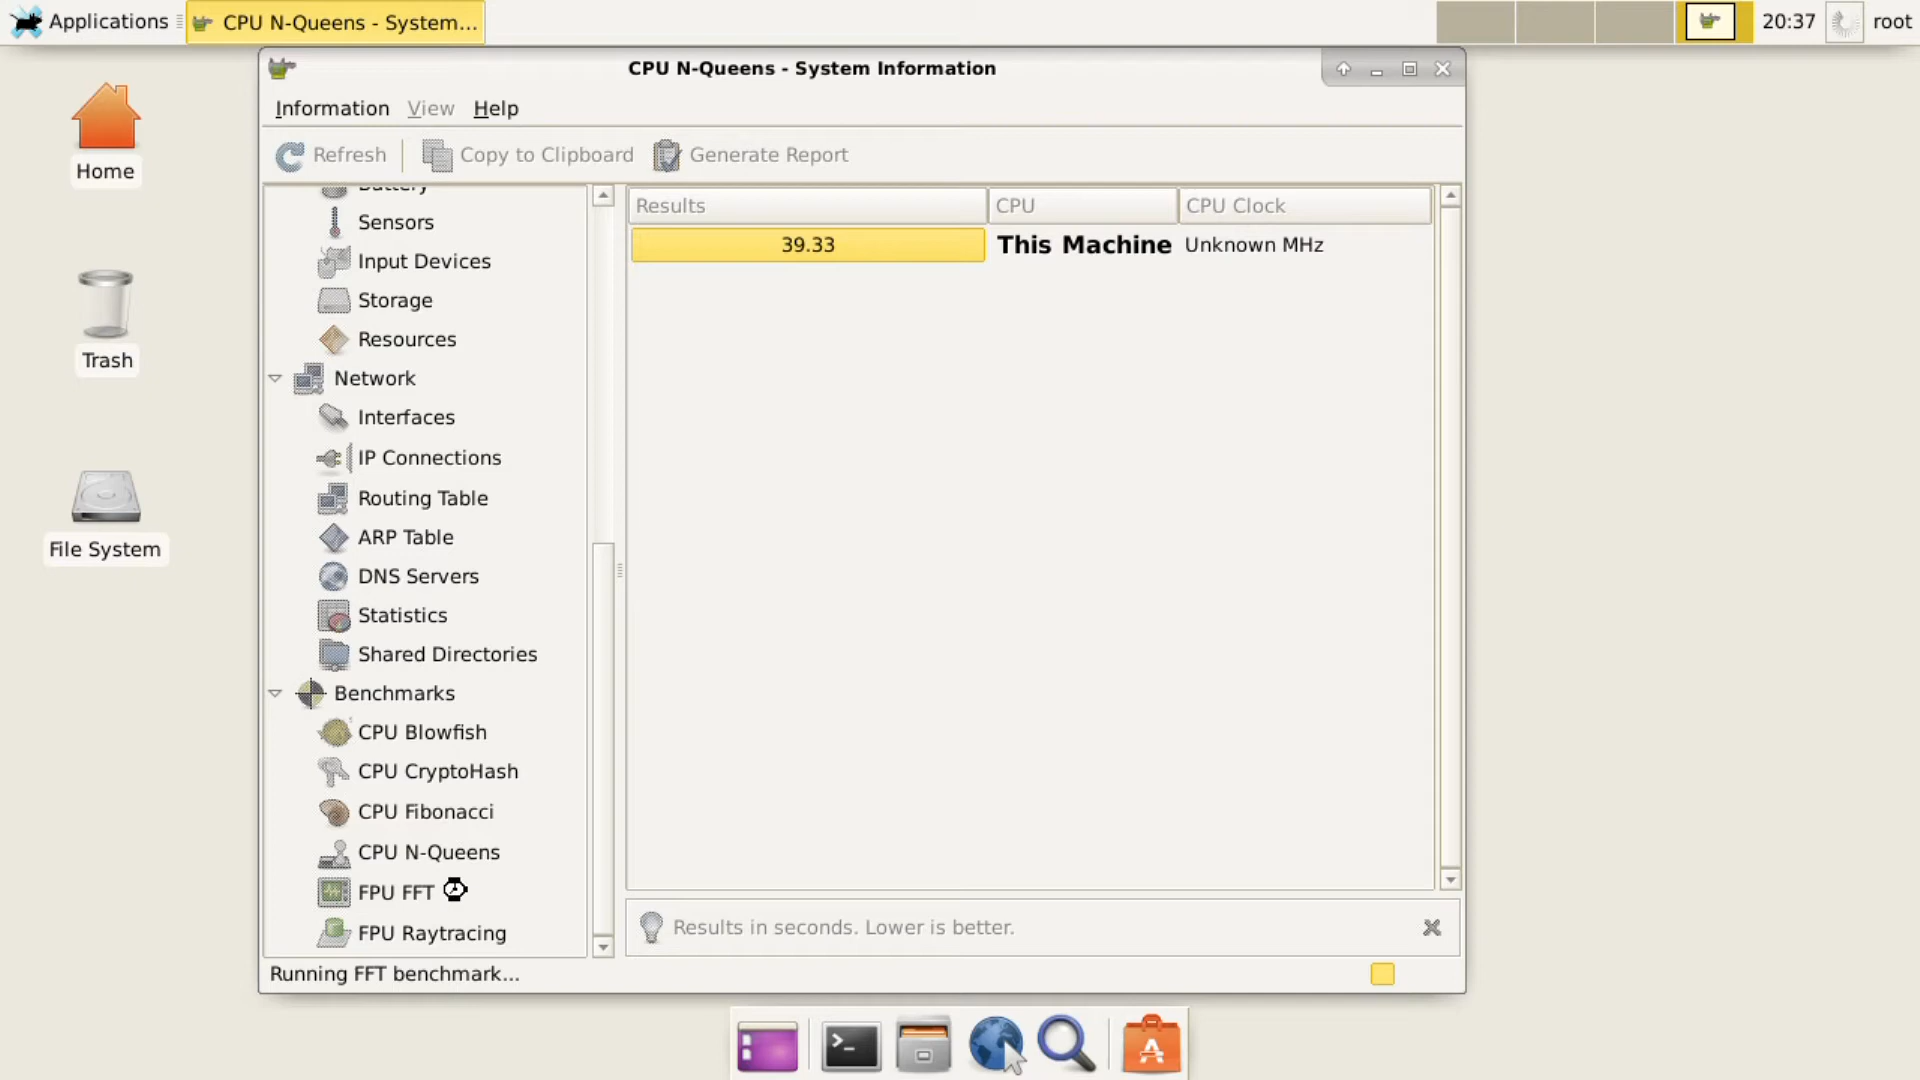 Applications
CPU N-Queens - System...
20:37
root
CPU N-Queens - System Information
Information View Help
Refresh
Copy to Clipboard
Generate Report
Home
Trash
File System
Battery
Sensors
Input Devices
Storage
Resources
Network
Interfaces
IP Connections
Routing Table
ARP Table
DNS Servers
Statistics
Shared Directories
Benchmarks
CPU Blowfish
CPU CryptoHash
CPU Fibonacci
CPU N-Queens
FPU FFT
FPU Raytracing
Results CPU CPU Clock
39.33 This Machine Unknown MHz
Results in seconds. Lower is better.
Running FFT benchmark...